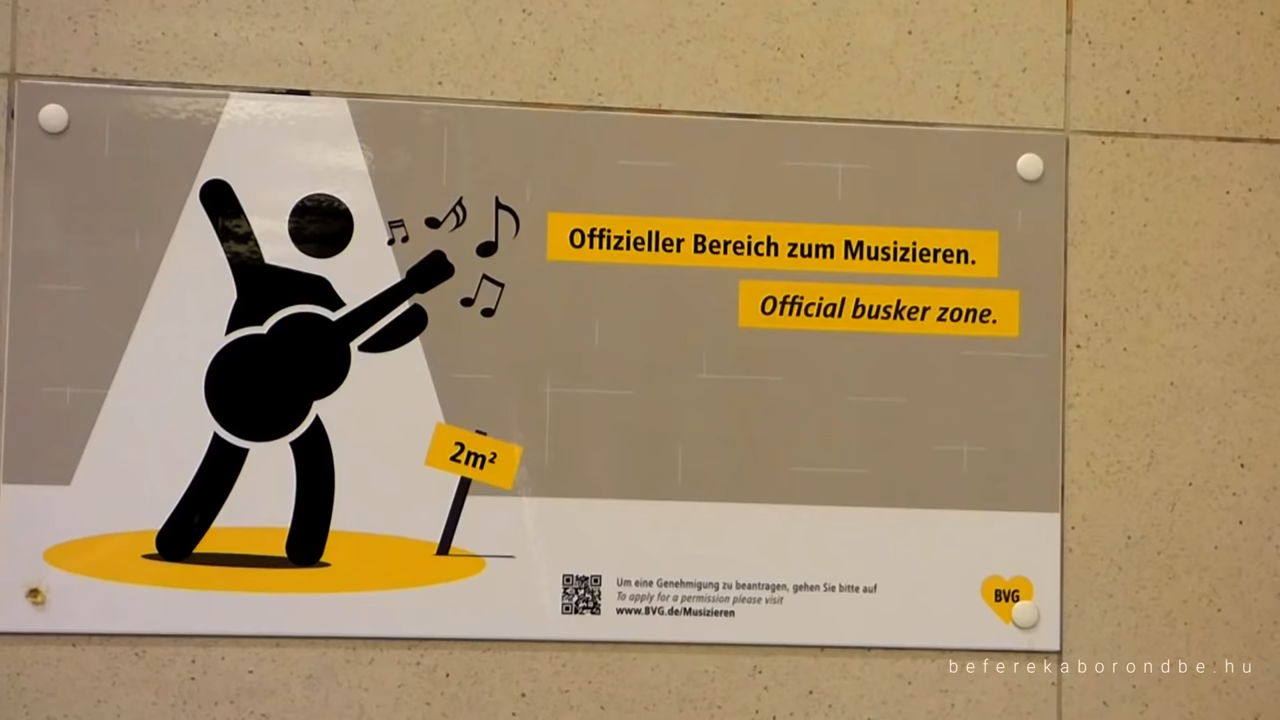 Offizieller Bereich zum Musizieren.
Official busker zone.
2m²
Um eine Genehmigung zu beantragen, gehen Sie bitte auf
To apply for a permission please visit
www.BVG.de/Musizieren
BVG
beferekaborondbe.hu